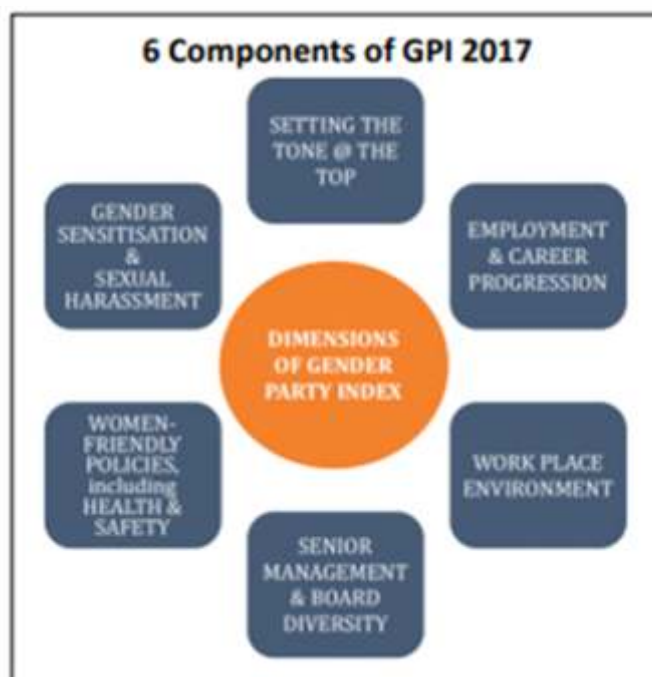 6 Components of GPI 2017
SETTING THE
TONE @ THE
TOP
EMPLOYMENT
& CAREER
PROGRESSION
WORK PLACE
ENVIRONMENT
SENIOR
MANAGEMENT
& BOARD
DIVERSITY
WOMEN-
FRIENDLY
POLICIES,
including
HEALTH &
SAFETY
GENDER
SENSITISATION
&
SEXUAL
HARASSMENT
DIMENSIONS
OF GENDER
PARTY INDEX